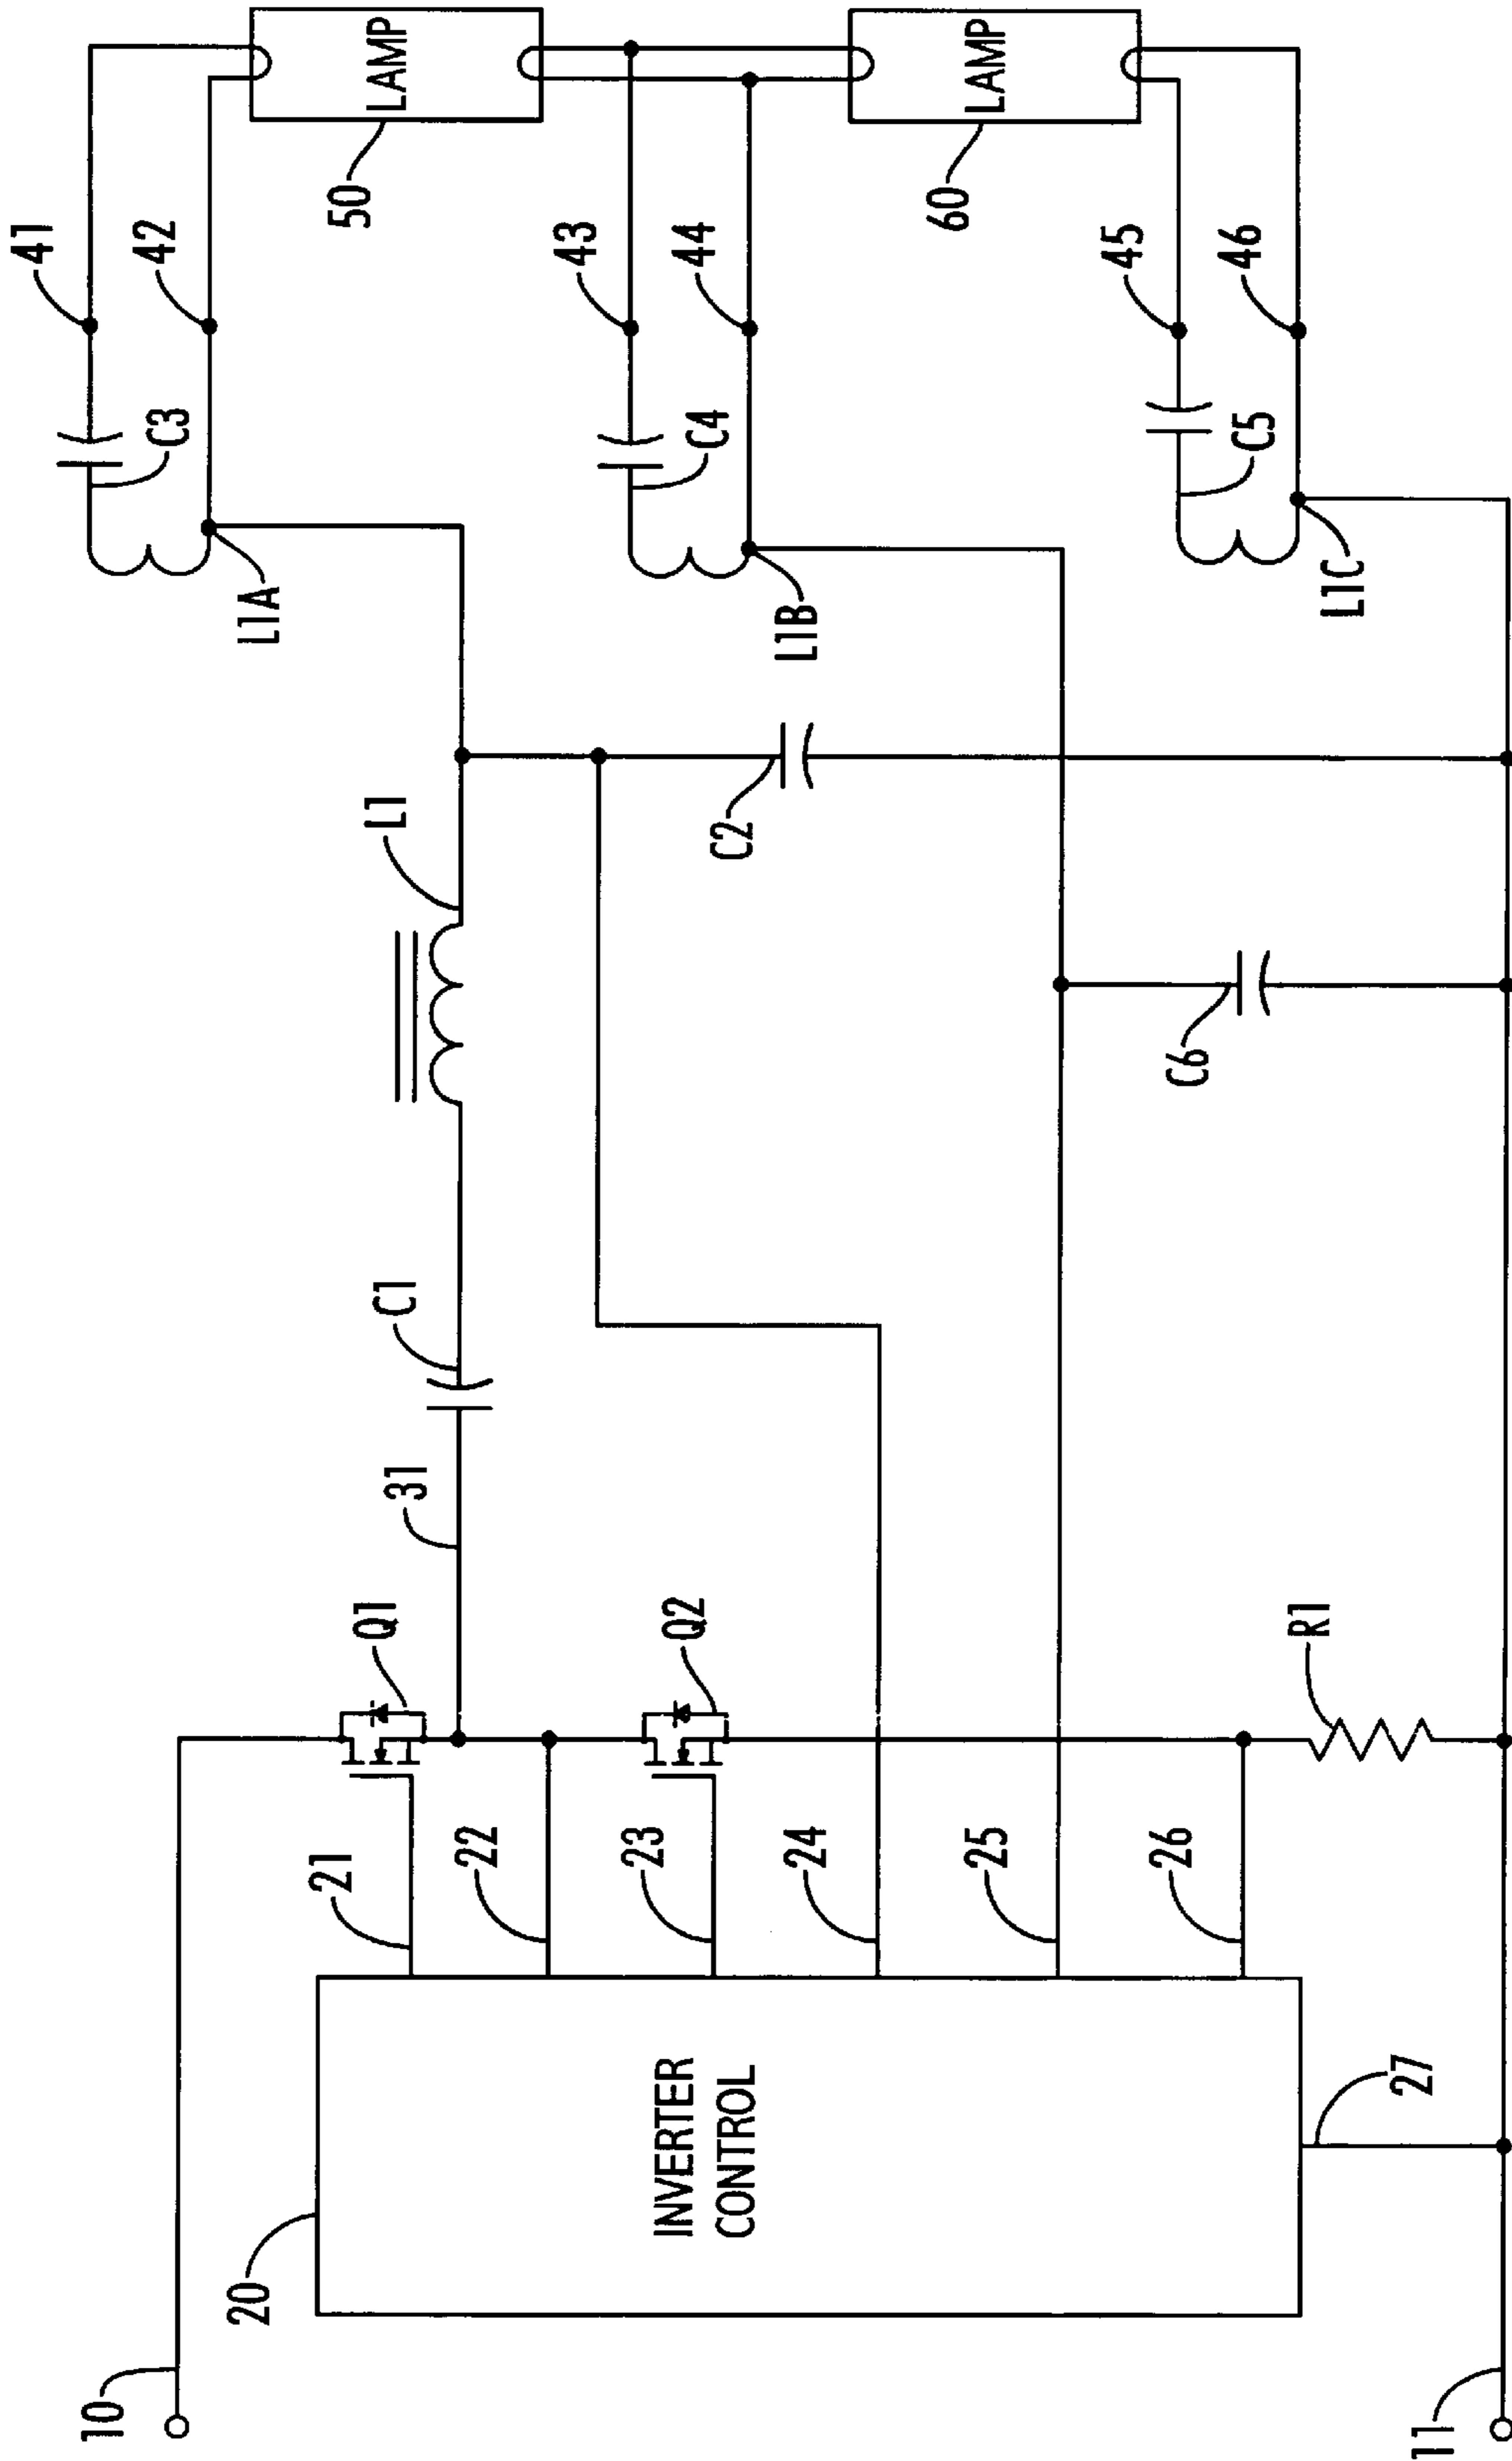 10
20
INVERTER
CONTROL
21
22
23
24
25
26
27
11
Q1
Q2
R1
31
C1
L1
C2
C6
L1A
L1B
L1C
C3
C4
C5
41
42
43
44
45
46
50
LAMP
60
LAMP